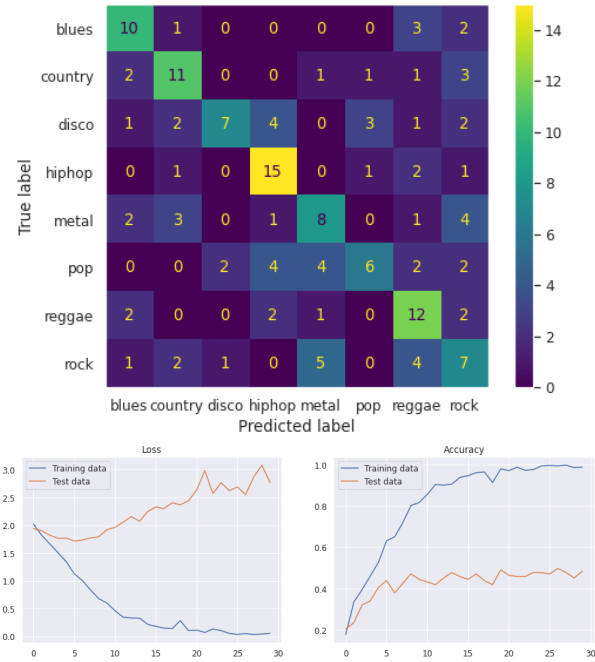 blues 10 1 0 0 0 0 3 2
country 2 11 0 0 1 1 1 3
disco 1 2 7 4 0 3 1 2
hiphop 0 1 0 15 0 1 2 1
metal 2 3 0 1 8 0 1 4
pop 0 0 2 4 4 6 2 2
reggae 2 0 0 2 1 0 12 2
rock 1 2 1 0 5 0 4 7
True label
blues country disco hiphop metal pop reggae rock
Predicted label
14
12
10
8
6
4
2
0
Loss
Training data
Test data
3.0
2.5
2.0
1.5
1.0
0.5
0.0
0 5 10 15 20 25 30
Accuracy
Training data
Test data
1.0
0.8
0.6
0.4
0.2
0 5 10 15 20 25 30